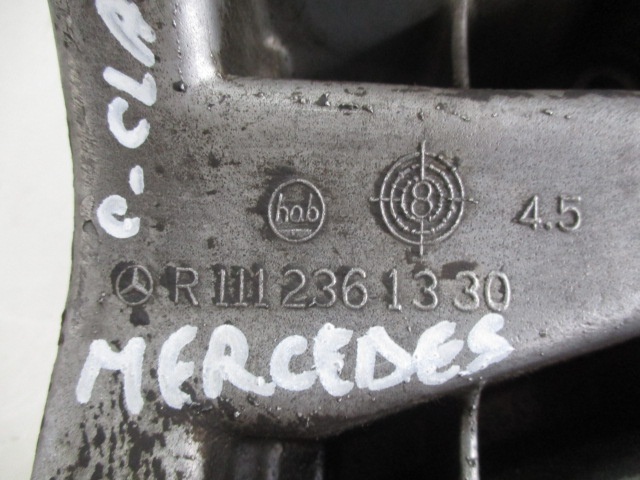 C-CLA
hab
8
4.5
R 111 236 13 30
MERCEDES